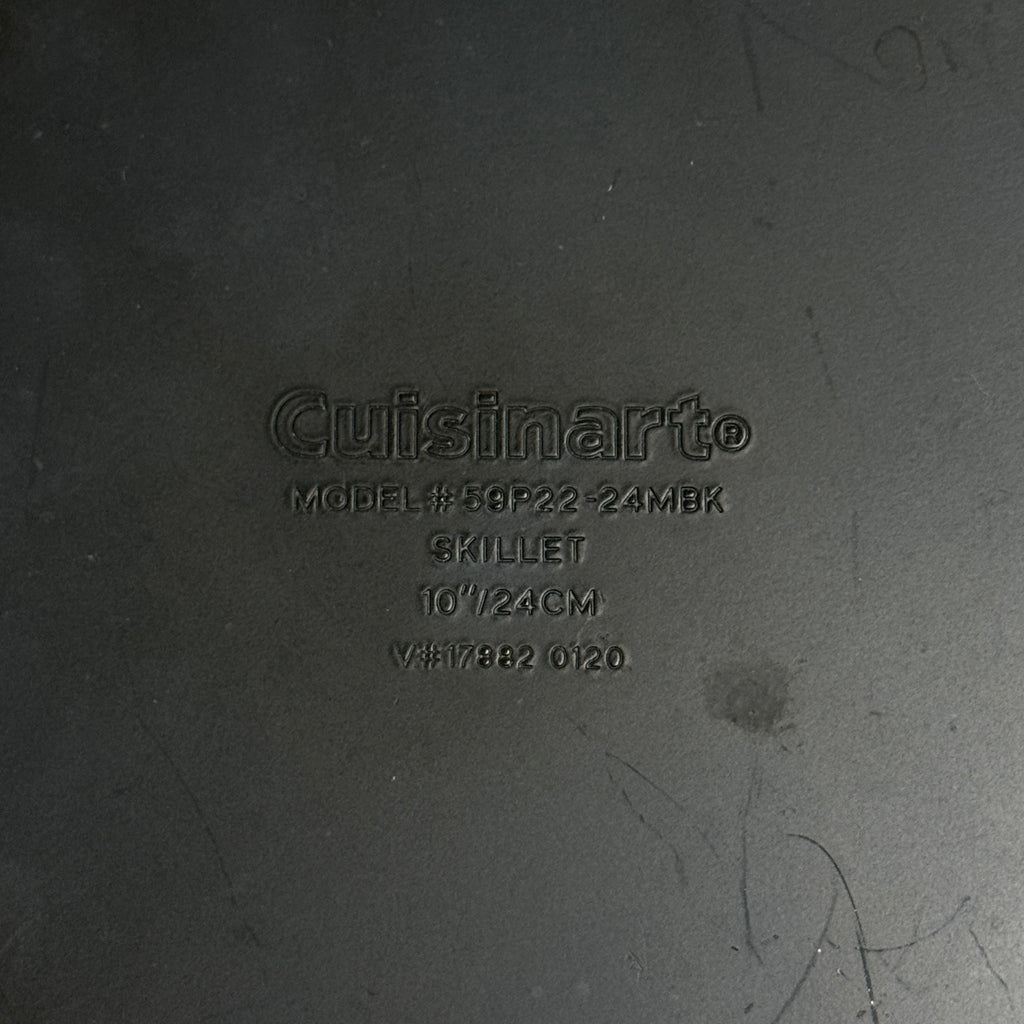 Cuisinart®
MODEL # 59P22-24MBK
SKILLET
10"/24CM
V#17882 0120